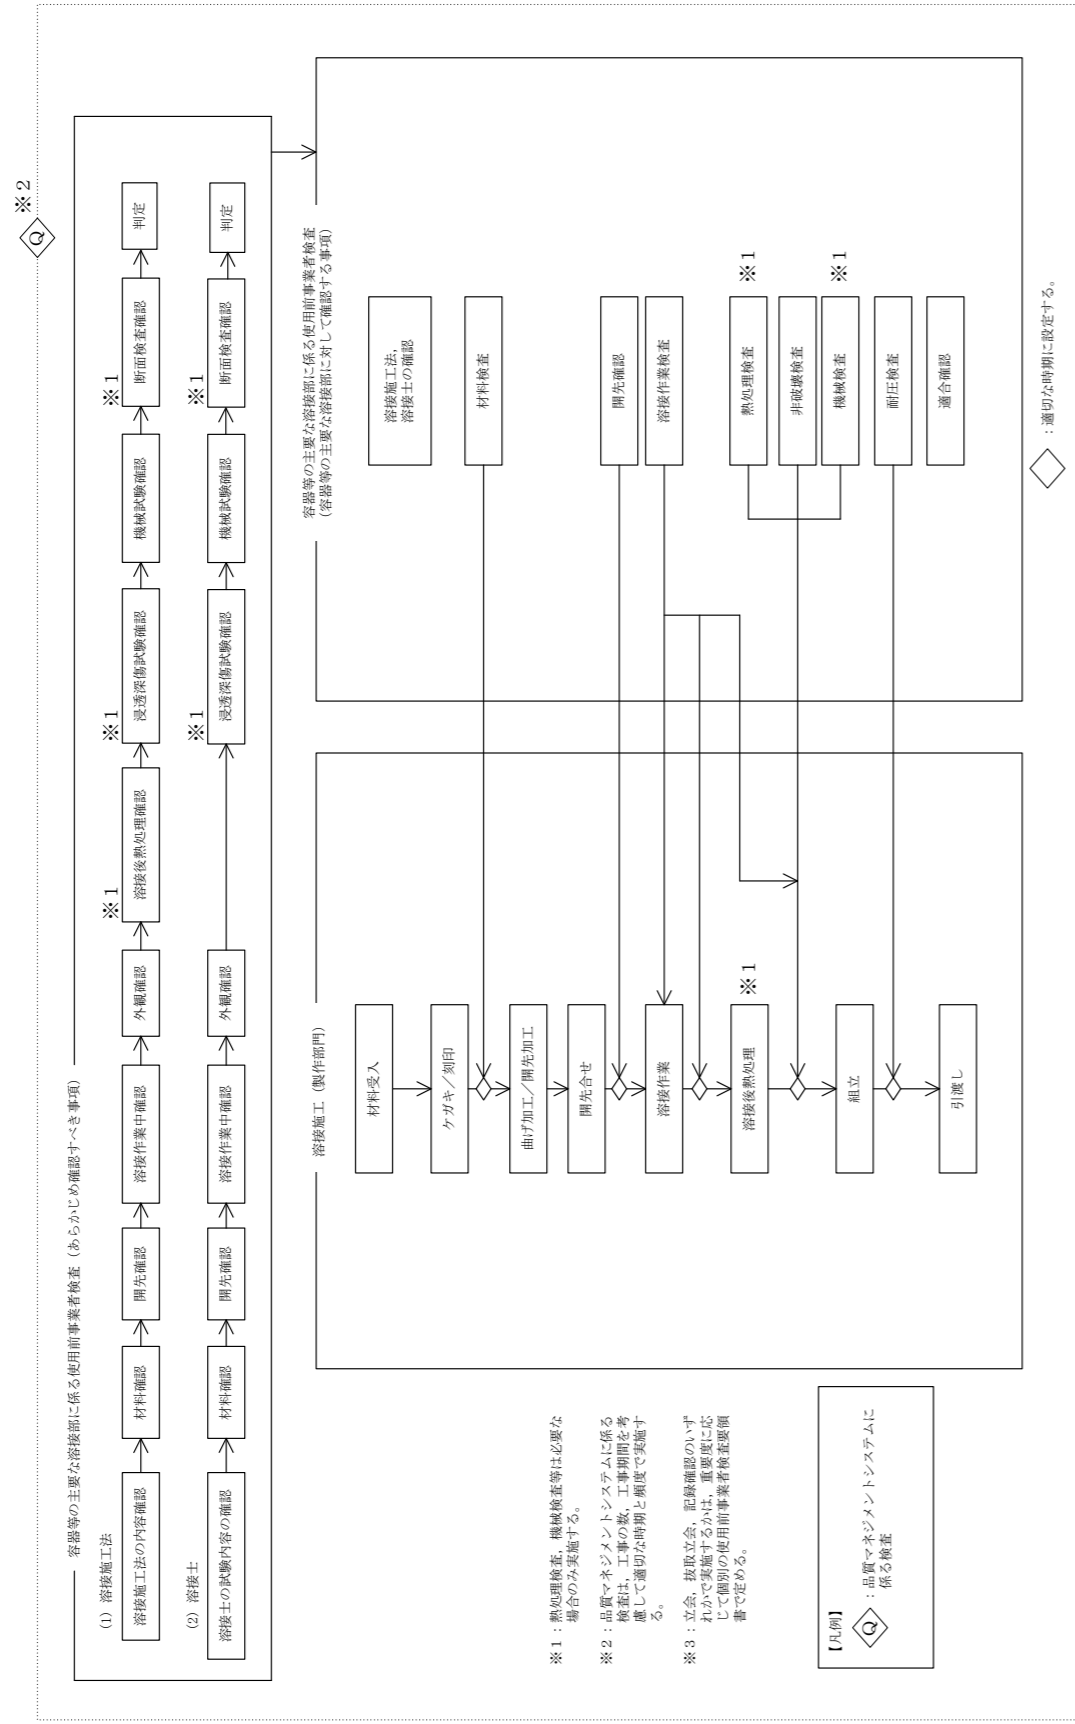 Q ※2
容器等の主要な溶接部に係る使用前事業者検査（あらかじめ確認すべき事項）
(1) 溶接施工法
溶接施工法の内容確認
材料確認
開先確認
溶接作業中確認
外観確認
※1
溶接後熱処理確認
※1
浸透探傷試験確認
機械試験確認
※1
断面検査確認
判定
(2) 溶接士
溶接士の試験内容の確認
材料確認
開先確認
溶接作業中確認
外観確認
※1
浸透探傷試験確認
機械試験確認
※1
断面検査確認
判定
溶接施工（製作部門）
材料受入
ケガキ／刻印
曲げ加工／開先加工
開先合せ
溶接作業
溶接後熱処理
※1
組立
引渡し
容器等の主要な溶接部に係る使用前事業者検査
（容器等の主要な溶接部に対して確認する事項）
溶接施工法，
溶接士の確認
材料検査
開先確認
溶接作業検査
熱処理検査
※1
非破壊検査
機械検査
※1
耐圧検査
適合確認
※1：熱処理検査，機械検査等は必要な
場合のみ実施する。
※2：品質マネジメントシステムに係る
検査は，工事の数，工事期間を考
慮して適切な時期と頻度で実施す
る。
※3：立会，抜取立会，記録確認のいず
れかで実施するかは，重要度に応
じて個別の使用前事業者検査要領
書で定める。
【凡例】
Q ：品質マネジメントシステムに
係る検査
：適切な時期に設定する。